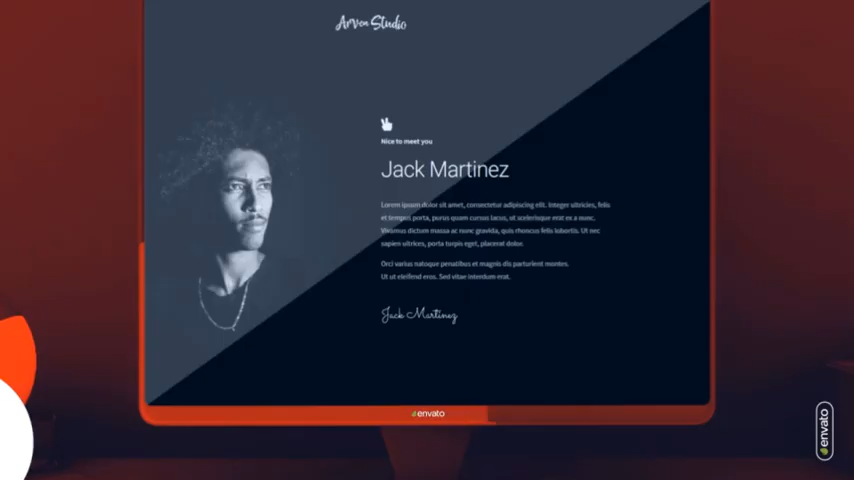 Arvon Studio
Nice to meet you
Jack Martinez
Lorem ipsum dolor sit amet, consectetur adipiscing elit. Integer ultricies, felis
et tempus porta, purus quam cursus lacus, ut scelerisque erat ex a nunc.
Vivamus dictum massa ac nunc gravida, quis rhoncus felis lobortis. Ut nec
sapien ultrices, porta turpis eget, placerat dolor.
Orci varius natoque penatibus et magnis dis parturient montes.
Ut ut eleifend eros. Sed vitae interdum erat.
Jack Martinez
envato
envato